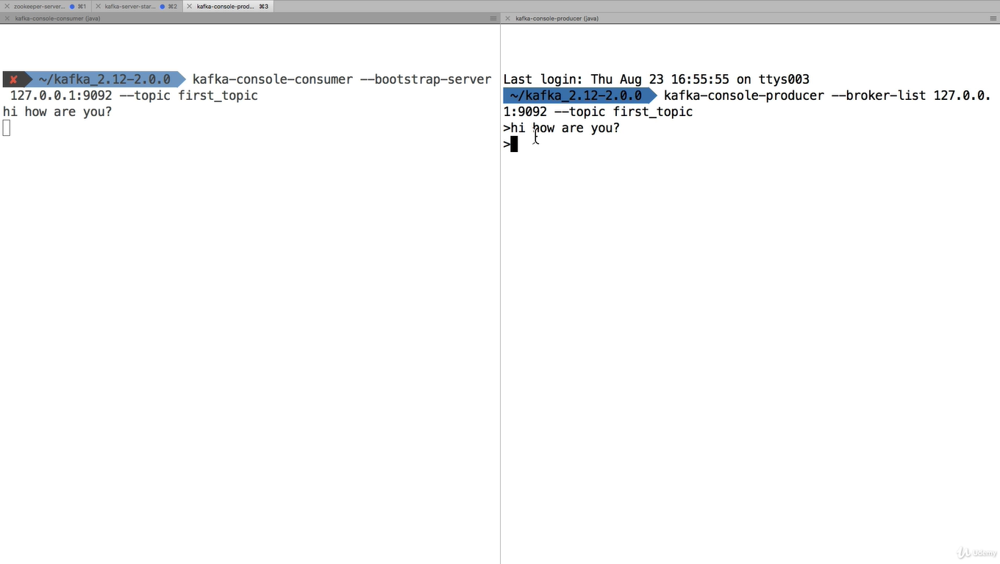 zookeeper-server... ⌘1 kafka-server-star... ⌘2 kafka-console-prod... ⌘3
kafka-console-consumer (java)
~/kafka_2.12-2.0.0 kafka-console-consumer --bootstrap-server
127.0.0.1:9092 --topic first_topic
hi how are you?
kafka-console-producer (java)
Last login: Thu Aug 23 16:55:55 on ttys003
~/kafka_2.12-2.0.0 kafka-console-producer --broker-list 127.0.0.
1:9092 --topic first_topic
>hi how are you?
>
Udemy